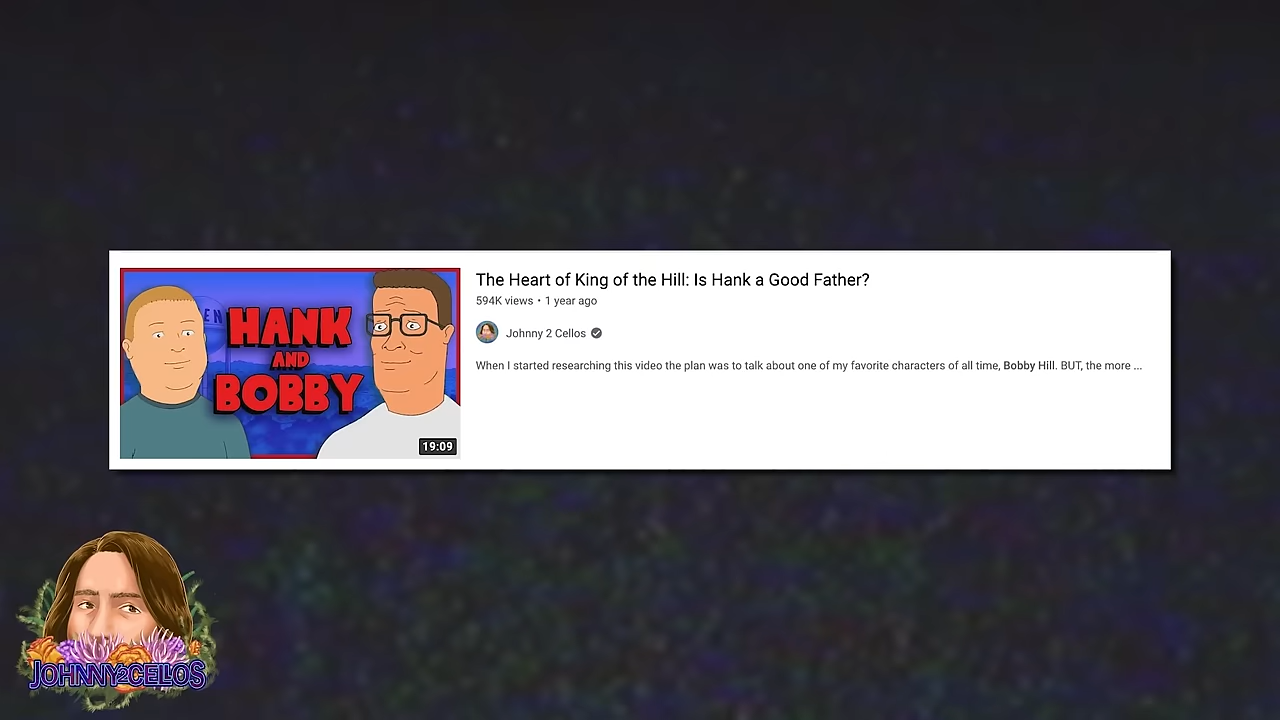 The Heart of King of the Hill: Is Hank a Good Father?
594K views • 1 year ago
Johnny 2 Cellos
When I started researching this video the plan was to talk about one of my favorite characters of all time, Bobby Hill. BUT, the more ...
EN
HANK
AND
BOBBY
19:09
JOHNNY2CELLOS